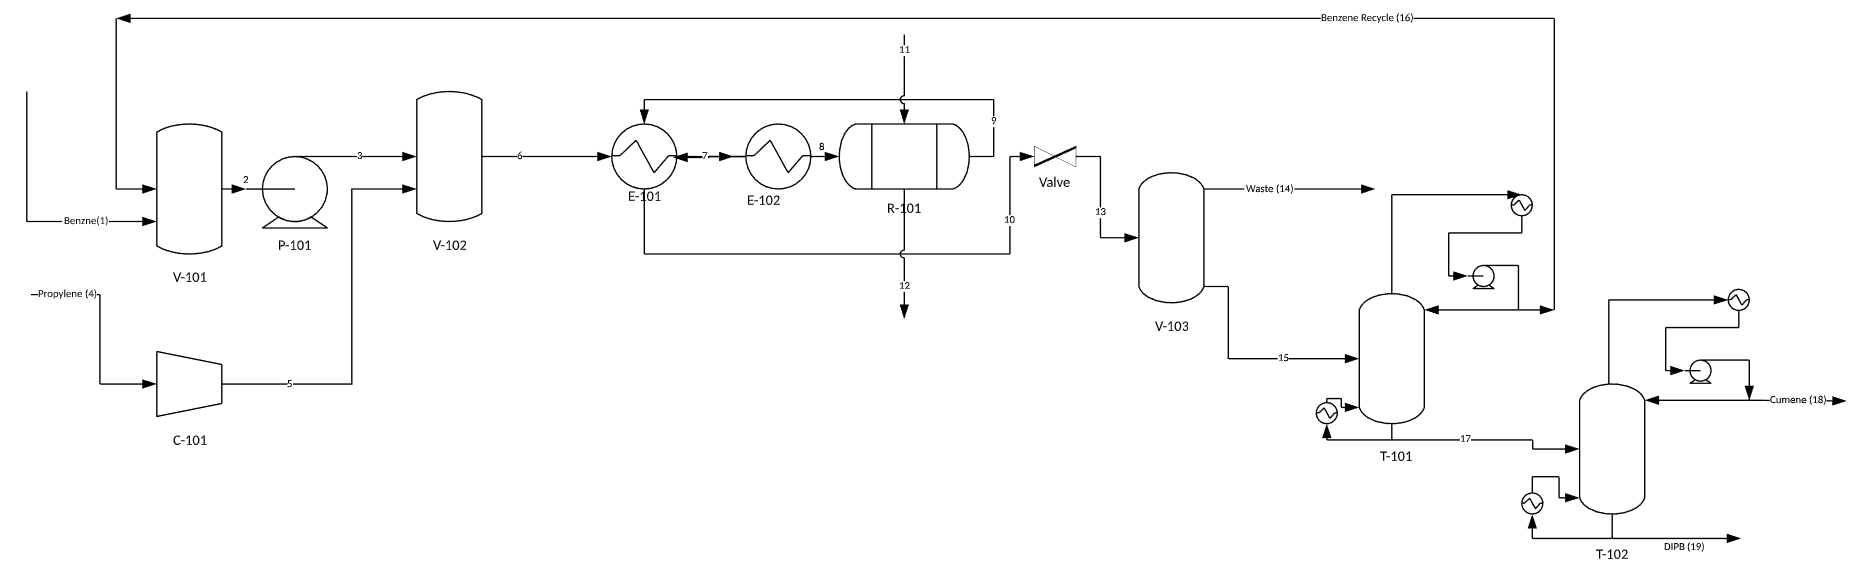 Benzene Recycle (16)
11
9
8
3
6
7
2
E-101
E-102
R-101
Valve
Waste (14)
Benzne(1)
10
13
P-101
V-102
V-101
12
Propylene (4)
V-103
15
5
C-101
Cumene (18)
17
T-101
DIPB (19)
T-102